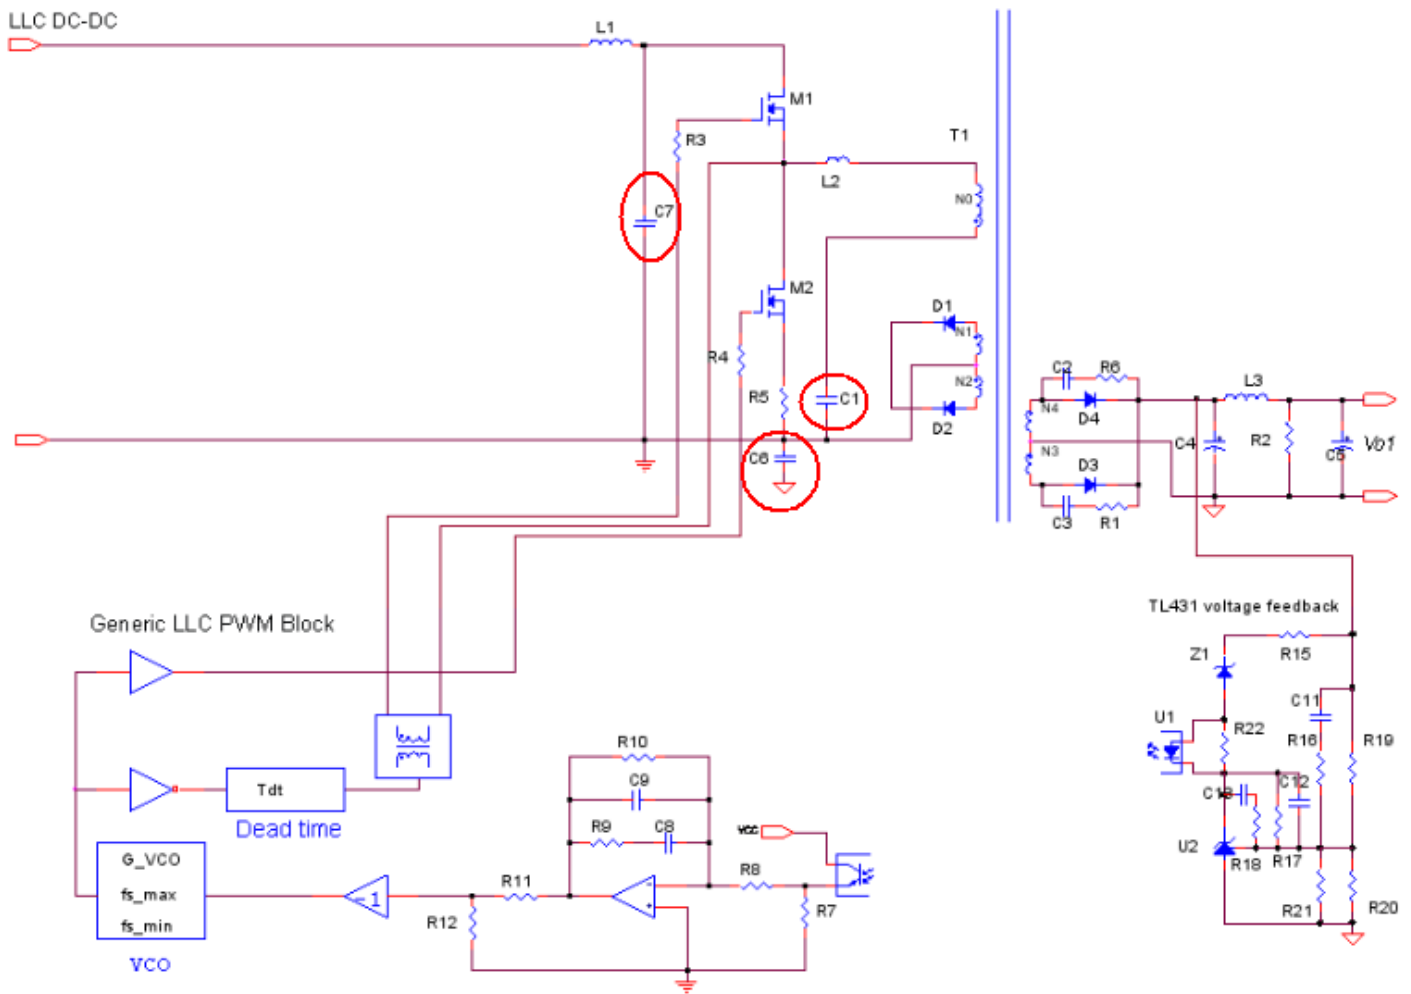 LLC DC-DC
L1
M1
T1
R3
L2
N0
C7
M2
D1
N1
R4
N2
R5
C1
D2
C6
C2
R6
L3
N4
D4
C4
R2
C5
Vo1
N3
D3
C3
R1
TL431 voltage feedback
Generic LLC PWM Block
Z1
R15
C11
U1
R22
R16
R19
R10
C9
C12
Tdt
C13
Dead time
VCC
R9
C8
U2
R18
R17
G_VCO
fs_max
fs_min
-1
R11
R8
R12
R7
R21
R20
VCO